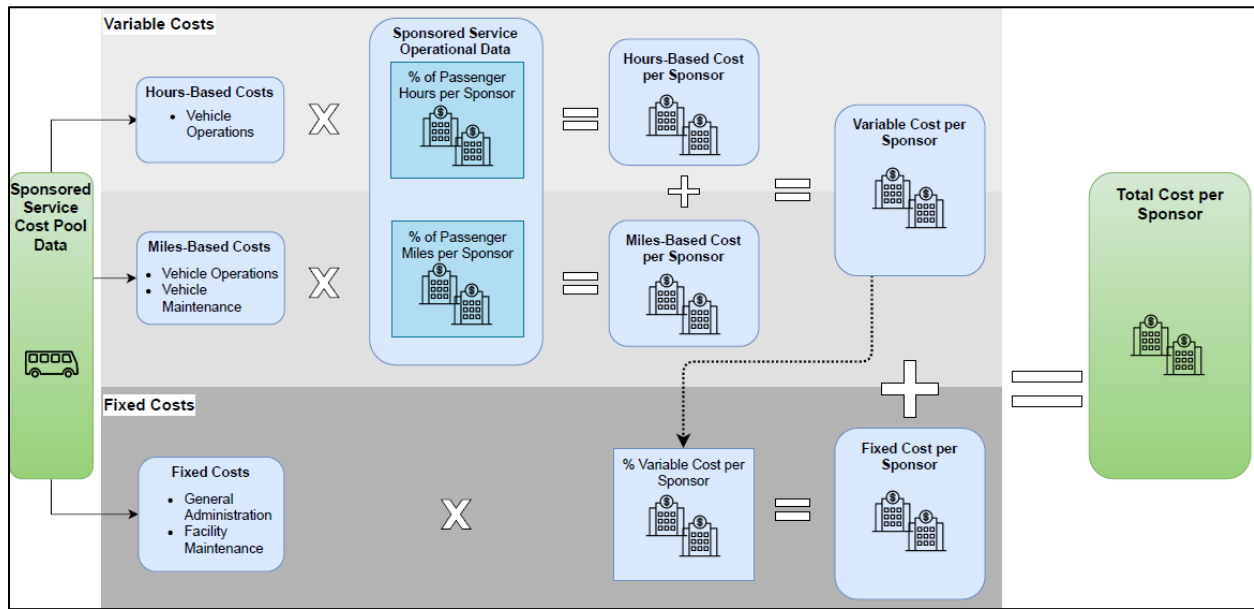 Variable Costs
Sponsored
Service
Cost Pool
Data
Hours-Based Costs
• Vehicle
Operations
X
Sponsored Service
Operational Data
% of Passenger
Hours per Sponsor
=
Hours-Based Cost
per Sponsor
+
Miles-Based Costs
• Vehicle Operations
• Vehicle
Maintenance
X
% of Passenger
Miles per Sponsor
=
Miles-Based Cost
per Sponsor
=
Variable Cost per
Sponsor
Fixed Costs
Fixed Costs
• General
Administration
• Facility
Maintenance
X
% Variable Cost per
Sponsor
=
+
Fixed Cost per
Sponsor
=
Total Cost per
Sponsor